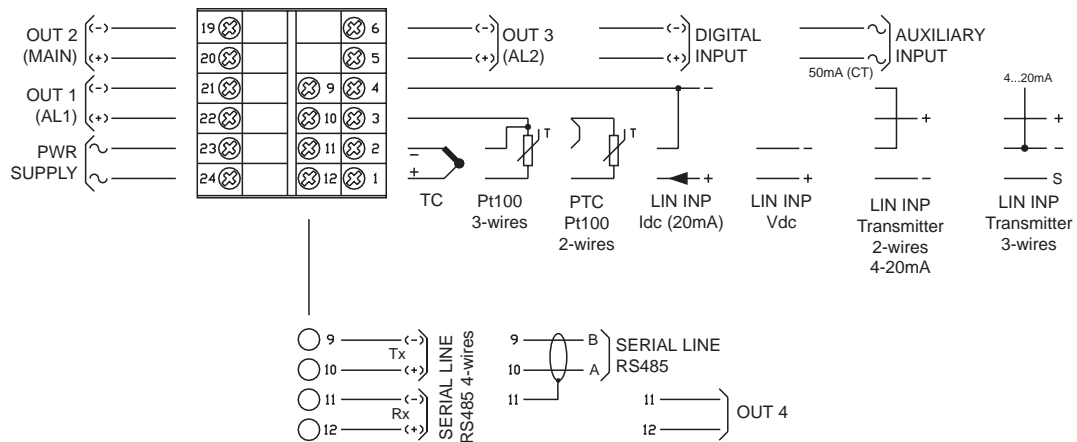 OUT 2
(MAIN)
(-)
(+)
OUT 1
(AL1)
(-)
(+)
PWR
SUPPLY
19
20
21
22
23
24
6
5
9 4
10 3
11 2
12 1
(-)
(+)
OUT 3
(AL2)
(-)
(+)
DIGITAL
INPUT
AUXILIARY
INPUT
50mA (CT)
4...20mA
-
+
TC
T
Pt100
3-wires
T
PTC
Pt100
2-wires
-
+
LIN INP
Idc (20mA)
-
+
LIN INP
Vdc
+
-
LIN INP
Transmitter
2-wires
4-20mA
+
-
S
LIN INP
Transmitter
3-wires
9
Tx
(-)
10
(+)
11
Rx
(-)
12
(+)
SERIAL LINE
RS485 4-wires
9
B
10
A
11
SERIAL LINE
RS485
11
12
OUT 4